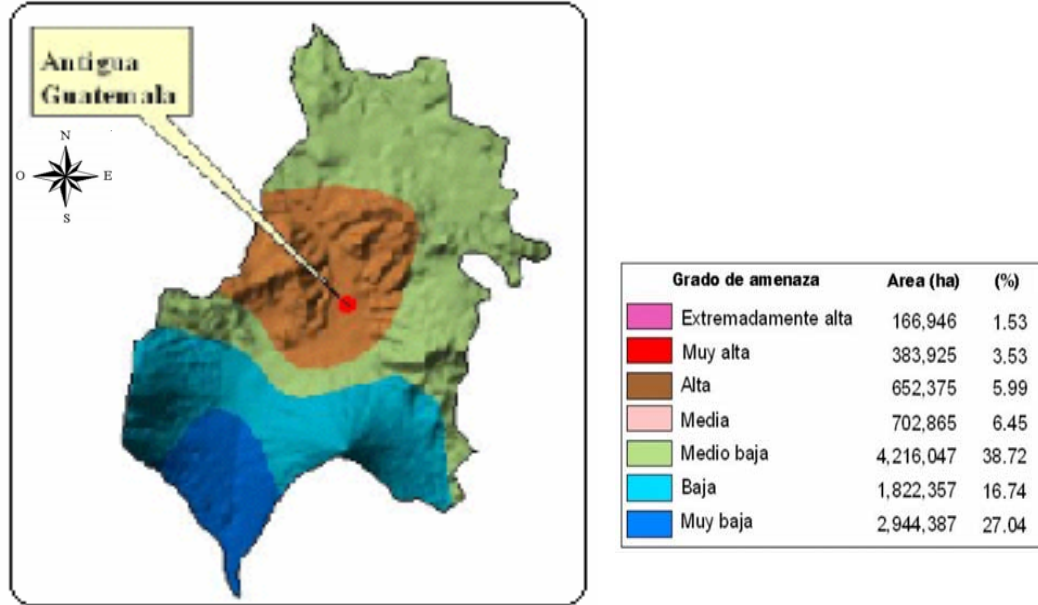 Antigua
Guatemala
N
O E
S
Grado de amenaza Area (ha) (%)
Extremadamente alta 166,946 1.53
Muy alta 383,925 3.53
Alta 652,375 5.99
Media 702,865 6.45
Medio baja 4,216,047 38.72
Baja 1,822,357 16.74
Muy baja 2,944,387 27.04